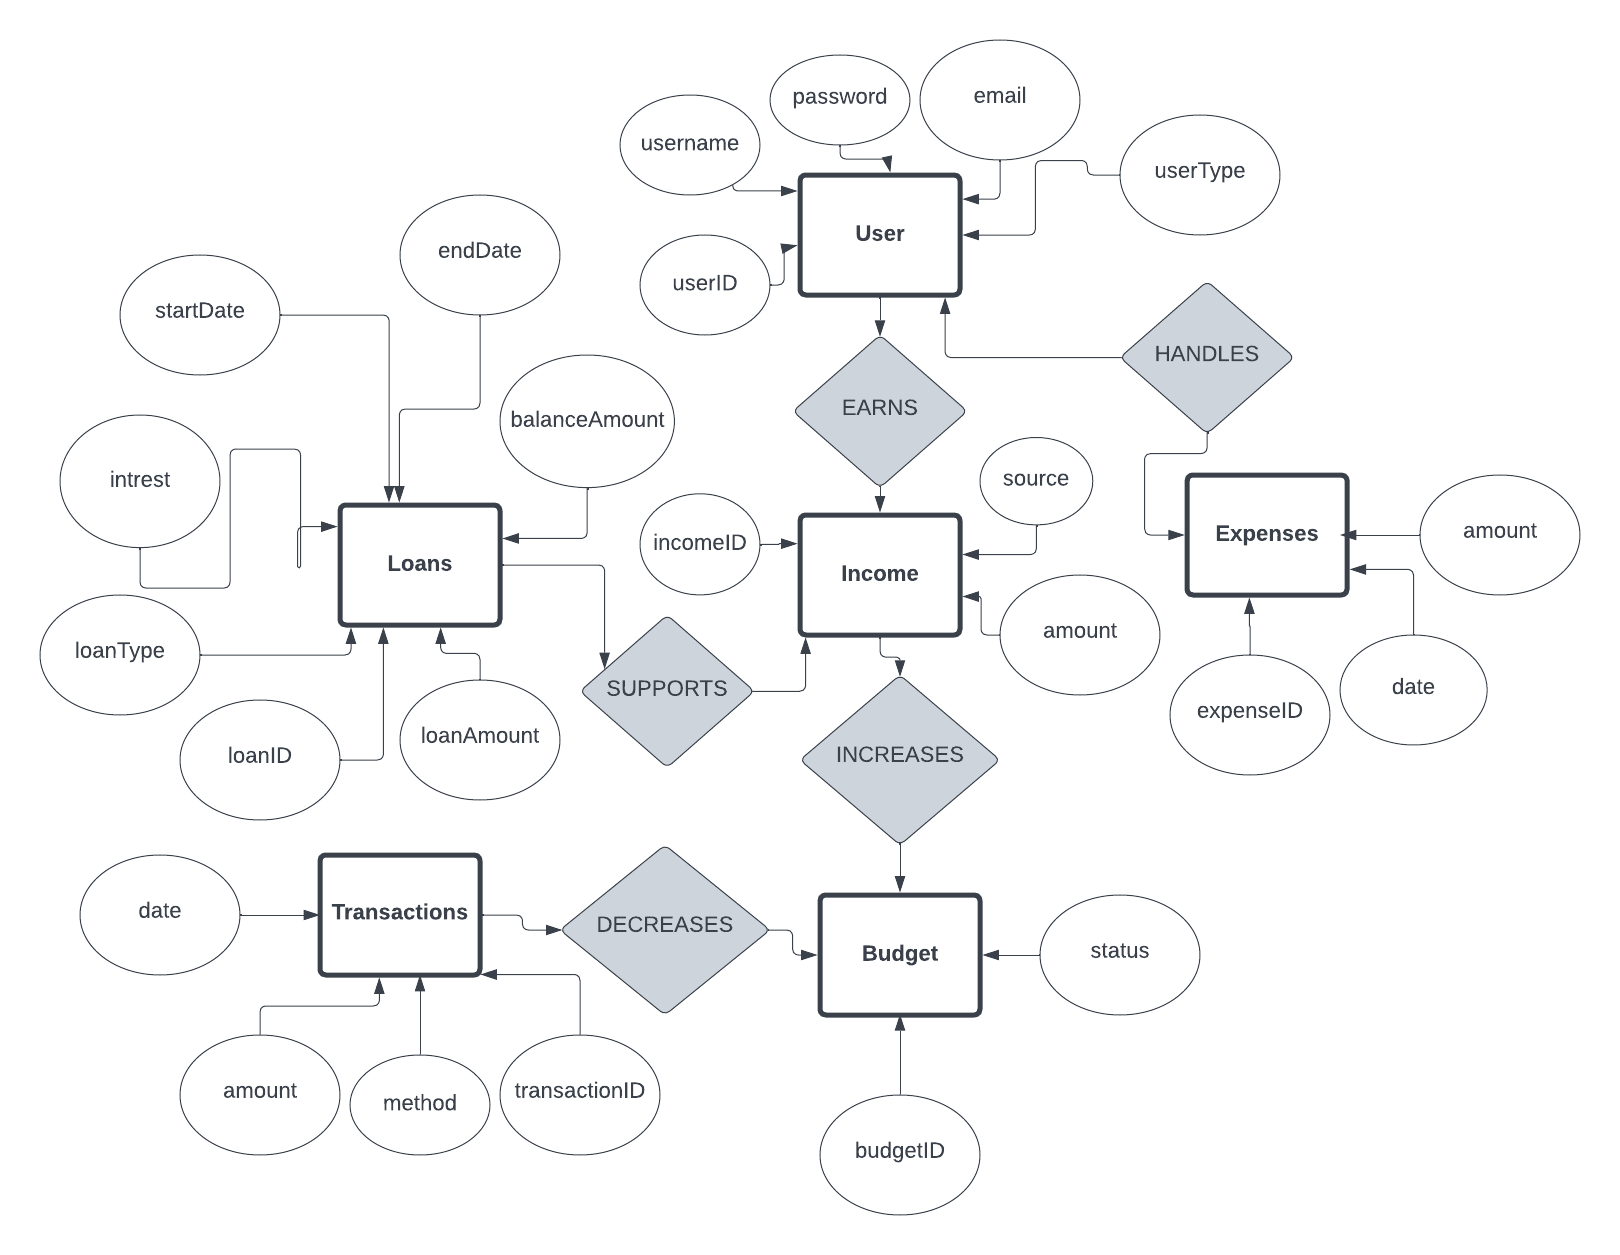 email
password
username
userType
User
endDate
userID
startDate
HANDLES
EARNS
balanceAmount
source
intrest
amount
Expenses
incomeID
Loans
Income
amount
loanType
date
SUPPORTS
expenseID
loanAmount
loanID
INCREASES
date
Transactions
DECREASES
status
Budget
amount
transactionID
method
budgetID